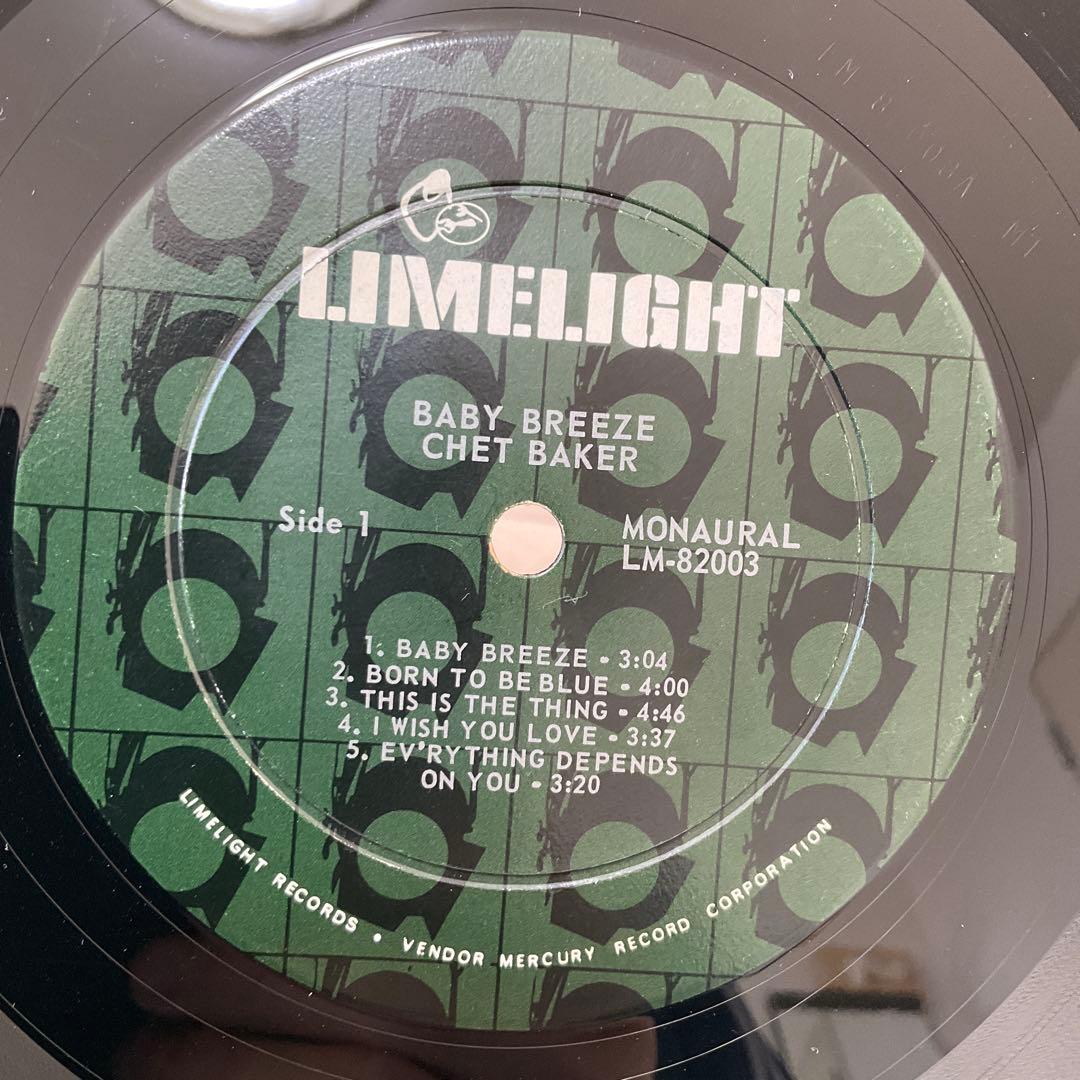 LIMELIGHT
BABY BREEZE
CHET BAKER
Side 1
MONAURAL
LM-82003
1. BABY BREEZE - 3:04
2. BORN TO BE BLUE - 4:00
3. THIS IS THE THING - 4:46
4. I WISH YOU LOVE - 3:37
5. EV'RYTHING DEPENDS
ON YOU - 3:20
LIMELIGHT RECORDS • VENDOR MERCURY RECORD CORPORATION